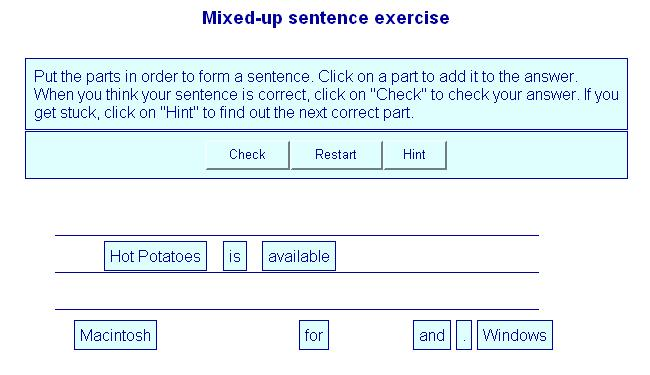 Mixed-up sentence exercise
Put the parts in order to form a sentence. Click on a part to add it to the answer.
When you think your sentence is correct, click on "Check" to check your answer. If you
get stuck, click on "Hint" to find out the next correct part.
Check Restart Hint
Hot Potatoes is available
Macintosh for and . Windows